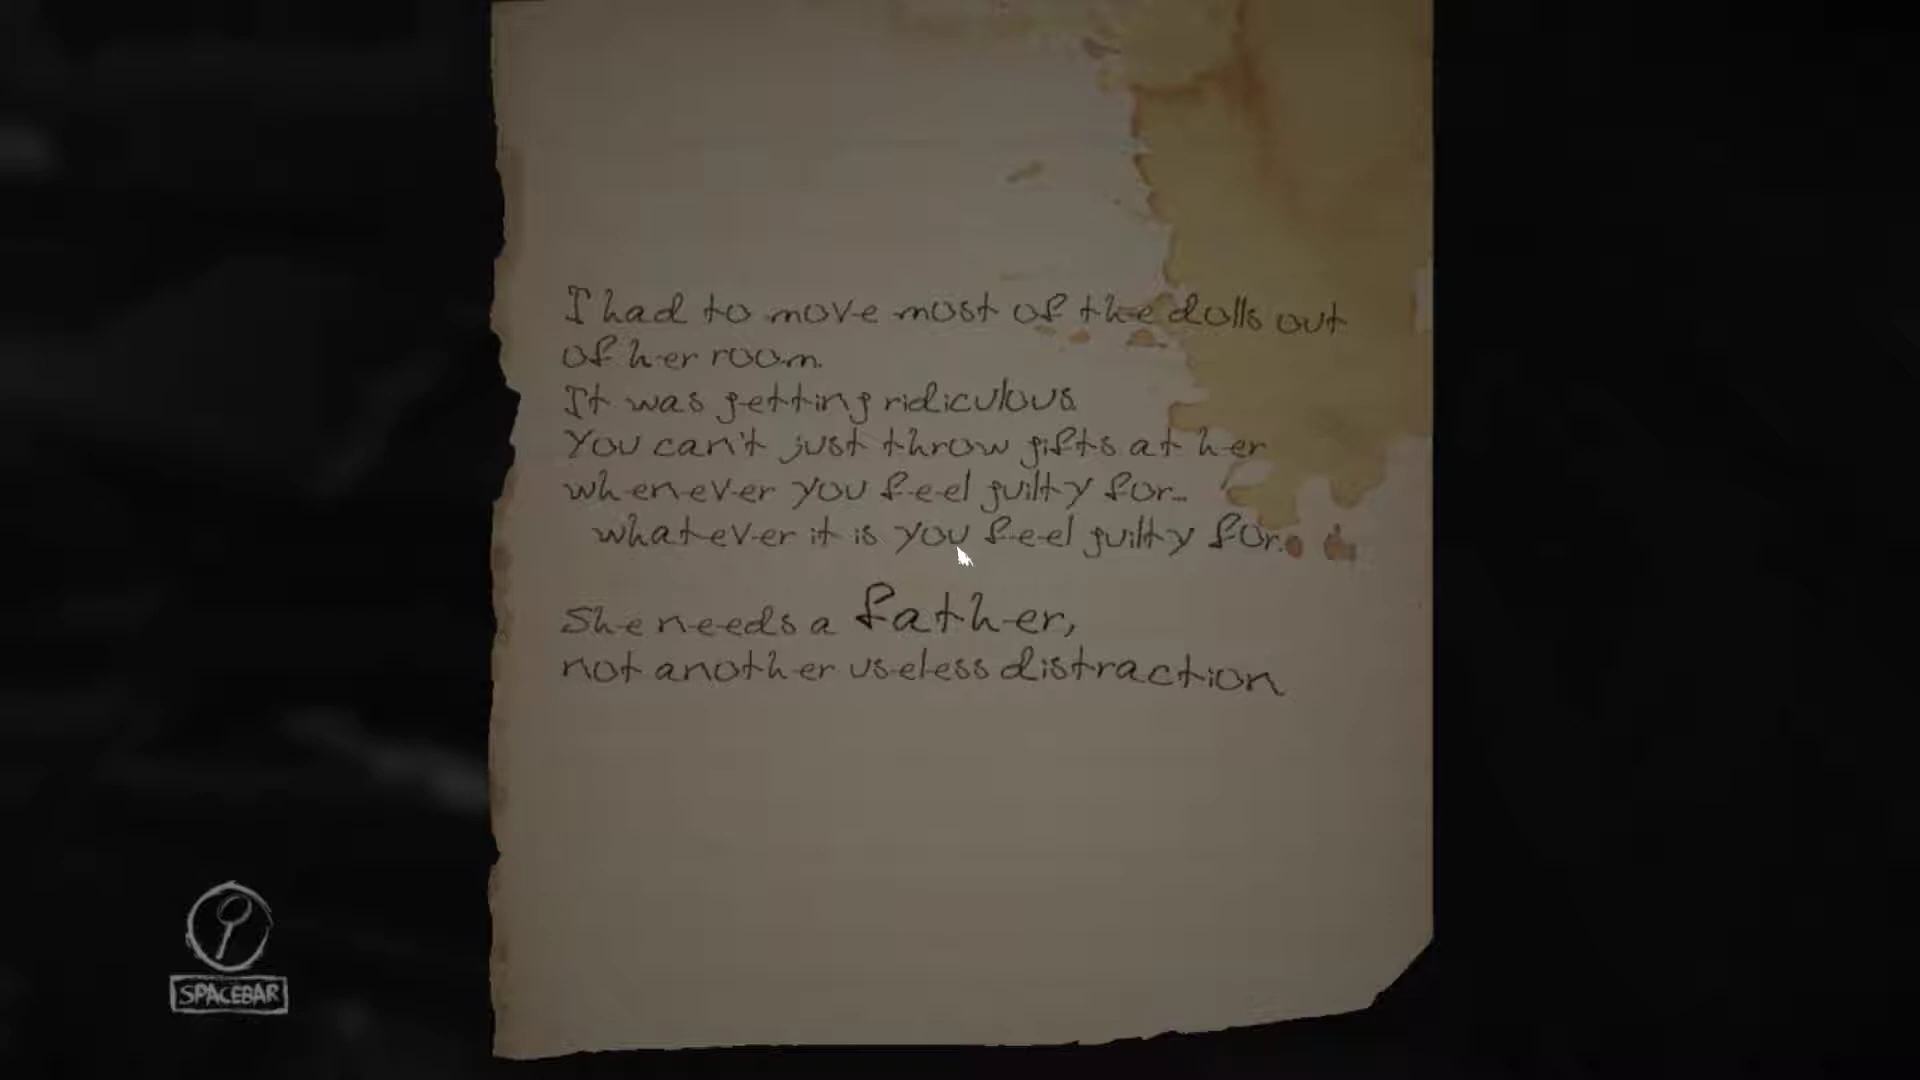 I had to move most of the dolls out
of her room.
It was getting ridiculous.
You can't just throw gifts at her
whenever you feel guilty for...
whatever it is you feel guilty for.
She needs a father,
not another useless distraction
SPACEBAR